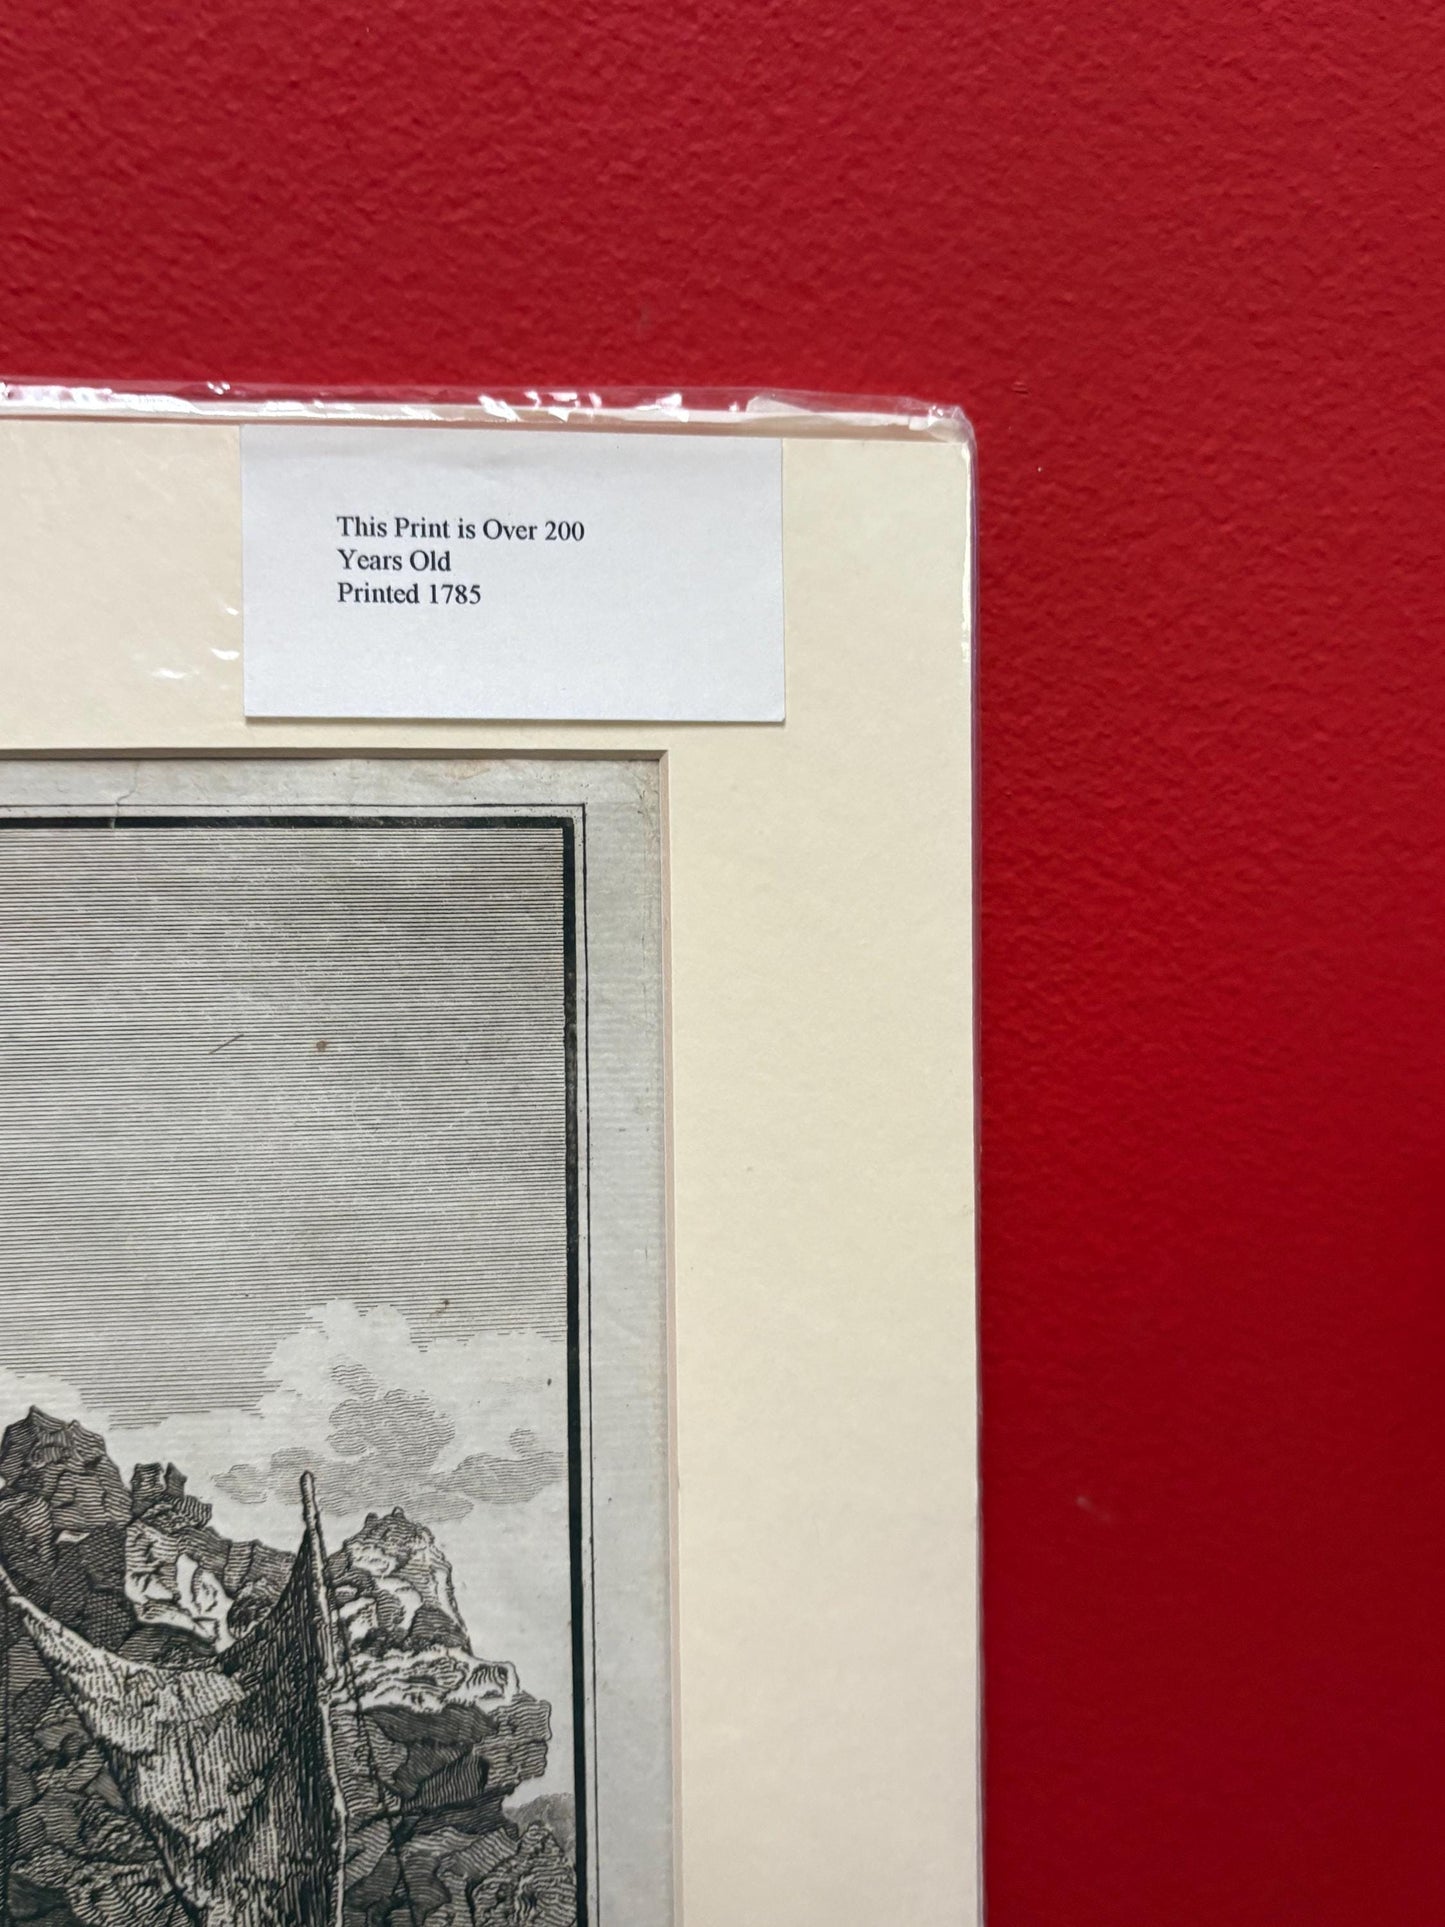 This Print is Over 200
Years Old
Printed 1785